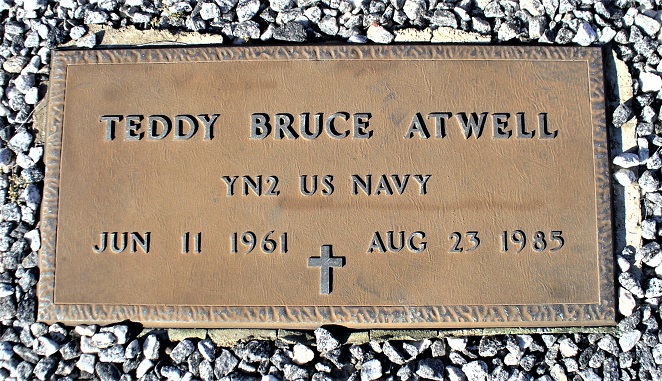 TEDDY BRUCE ATWELL
YN2 US NAVY
JUN 11 1961 AUG 23 1985